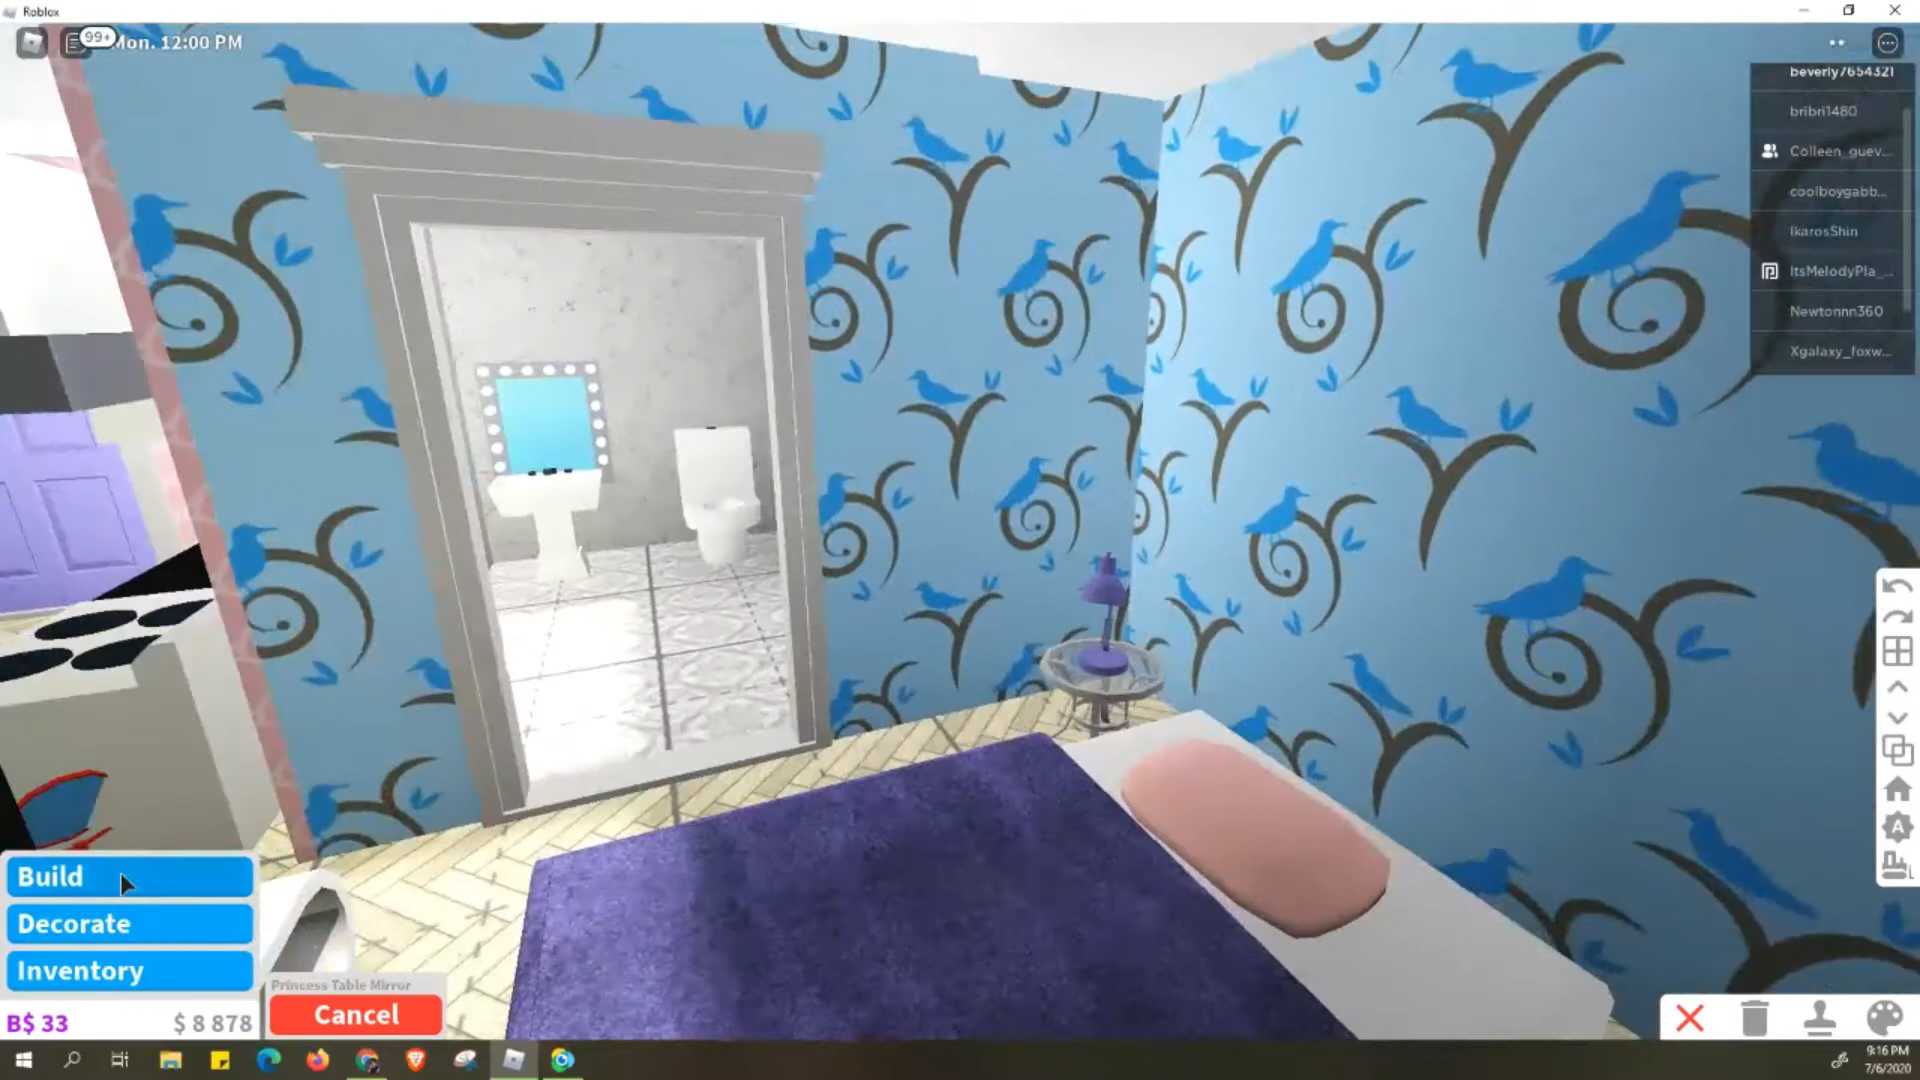 Roblox
99+
Mon. 12:00 PM
beverly7654321
bribri1480
Colleen_guev...
coolboygabb...
IkarosShin
ItsMelodyPla_...
Newtonnn360
Xgalaxy_foxw...
A
L
Build
Decorate
Inventory
Princess Table Mirror
Cancel
B$ 33
$ 8 878
9:16 PM
7/6/2020